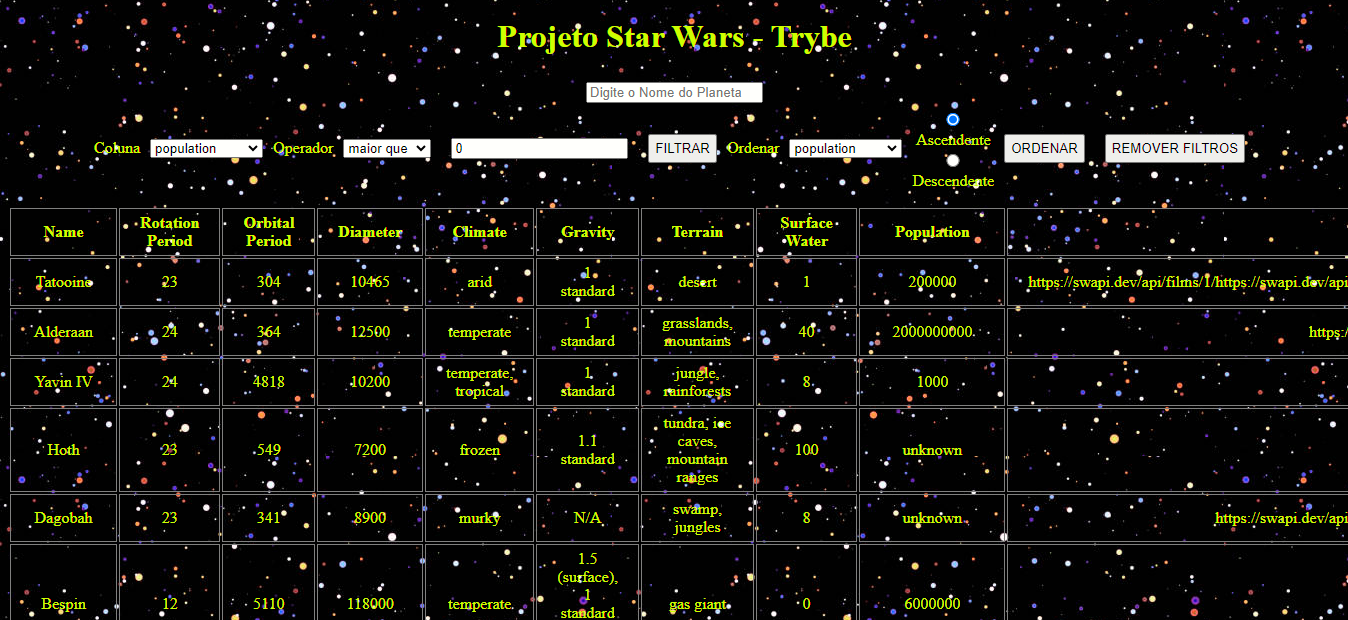 Projeto Star Wars - Trybe
Digite o Nome do Planeta
Coluna population Operador maior que 0 FILTRAR Ordenar population Ascendente Descendente ORDENAR REMOVER FILTROS
Name Rotation Period Orbital Period Diameter Climate Gravity Terrain Surface Water Population
Tatooine 23 304 10465 arid 1 standard desert 1 200000 https://swapi.dev/api/films/1/https://swapi.dev/api
Alderaan 24 364 12500 temperate 1 standard grasslands, mountains 40 2000000000 https:/
Yavin IV 24 4818 10200 temperate, tropical 1 standard jungle, rainforests 8 1000
Hoth 23 549 7200 frozen 1.1 standard tundra, ice caves, mountain ranges 100 unknown
Dagobah 23 341 8900 murky N/A swamp, jungles 8 unknown https://swapi.dev/api
Bespin 12 5110 118000 temperate 1.5 (surface), 1 standard gas giant 0 6000000